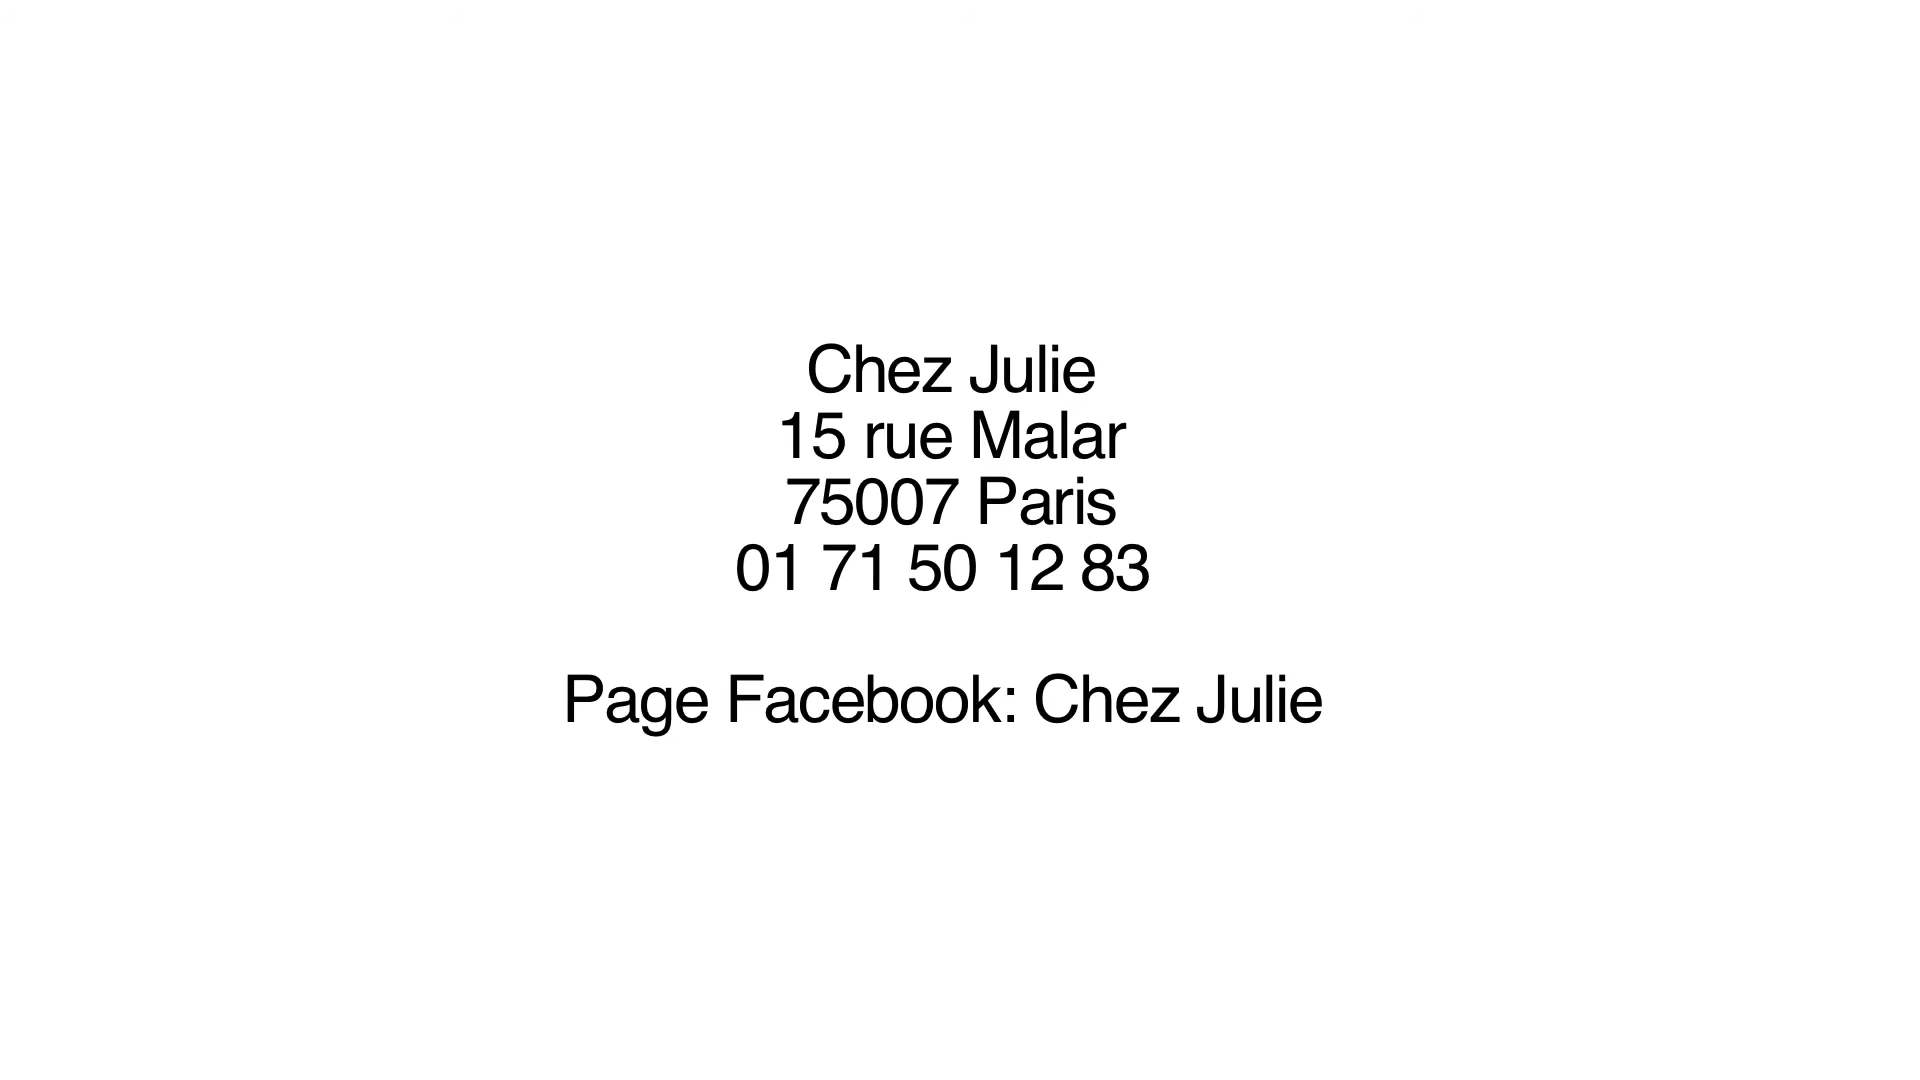 Chez Julie
15 rue Malar
75007 Paris
01 71 50 12 83
Page Facebook: Chez Julie